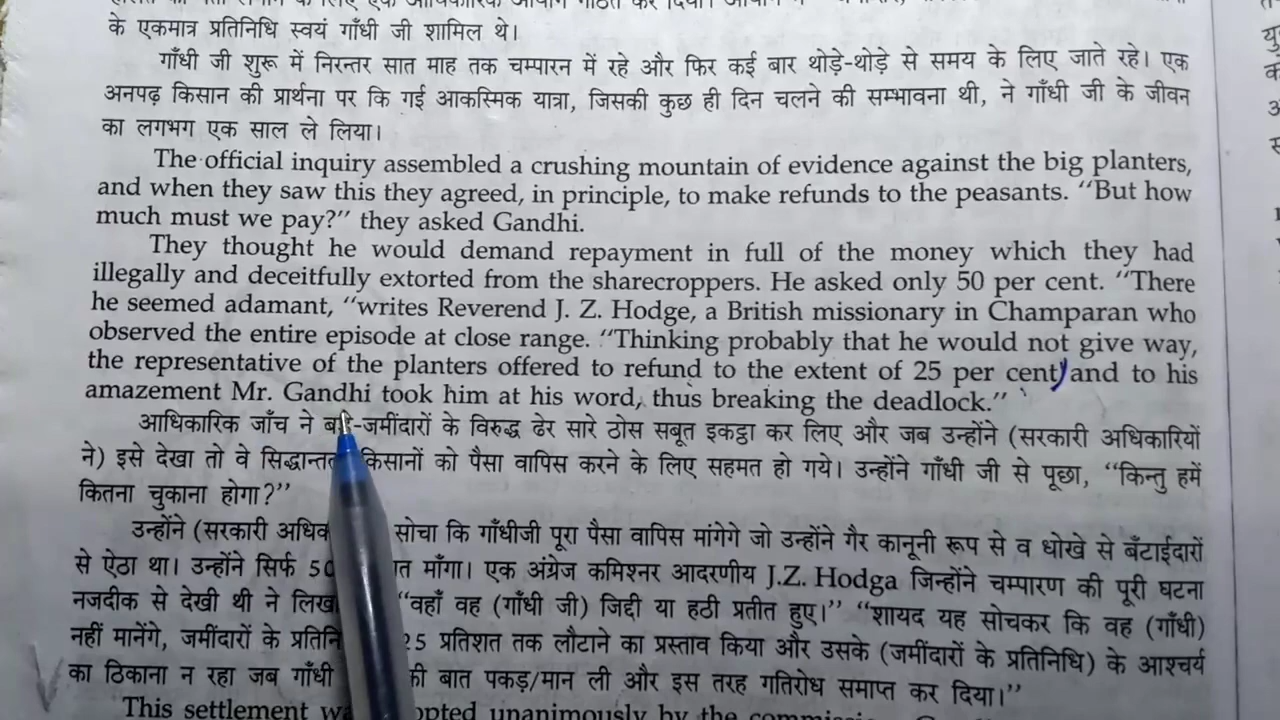 के एकमात्र प्रतिनिधि स्वयं गाँधी जी शामिल थे।
गाँधी जी शुरू में निरन्तर सात माह तक चम्पारन में रहे और फिर कई बार थोड़े-थोड़े से समय के लिए जाते रहे। एक
अनपढ़ किसान की प्रार्थना पर कि गई आकस्मिक यात्रा, जिसकी कुछ ही दिन चलने की सम्भावना थी, ने गाँधी जी के जीवन
का लगभग एक साल ले लिया।
The official inquiry assembled a crushing mountain of evidence against the big planters,
and when they saw this they agreed, in principle, to make refunds to the peasants. "But how
much must we pay?" they asked Gandhi.
They thought he would demand repayment in full of the money which they had
illegally and deceitfully extorted from the sharecroppers. He asked only 50 per cent. "There
he seemed adamant, "writes Reverend J. Z. Hodge, a British missionary in Champaran who
observed the entire episode at close range. "Thinking probably that he would not give way,
the representative of the planters offered to refund to the extent of 25 per cent) and to his
amazement Mr. Gandhi took him at his word, thus breaking the deadlock."
आधिकारिक जाँच ने बड़े-जमींदारों के विरुद्ध ढेर सारे ठोस सबूत इकट्ठा कर लिए और जब उन्होंने (सरकारी अधिकारियों
ने) इसे देखा तो वे सिद्धान्तत किसानों को पैसा वापिस करने के लिए सहमत हो गये। उन्होंने गाँधी जी से पूछा, "किन्तु हमें
कितना चुकाना होगा?"
उन्होंने (सरकारी सोचा कि गाँधीजी पूरा पैसा वापिस मांगेगे जो उन्होंने गैर कानूनी रूप से व धोखे से बँटाईदारों
से ऐठा था। उन्होंने सिर्फ माँगा। एक अंग्रेज कमिश्नर आदरणीय J.Z. Hodga जिन्होंने चम्पारण की पूरी घटना
नजदीक से देखी थी ने लिखा "वहाँ वह (गाँधी जी) जिद्दी या हठी प्रतीत हुए।" "शायद यह सोचकर कि वह (गाँधी)
नहीं मानेंगे, जमींदारों के प्रतिशत तक लौटाने का प्रस्ताव किया और उसके (जमींदारों के प्रतिनिधि) के आश्चर्य
का ठिकाना न रहा जब गाँधी की बात पकड़/मान ली और इस तरह गतिरोध समाप्त कर दिया।"
This settlement unanimously by the